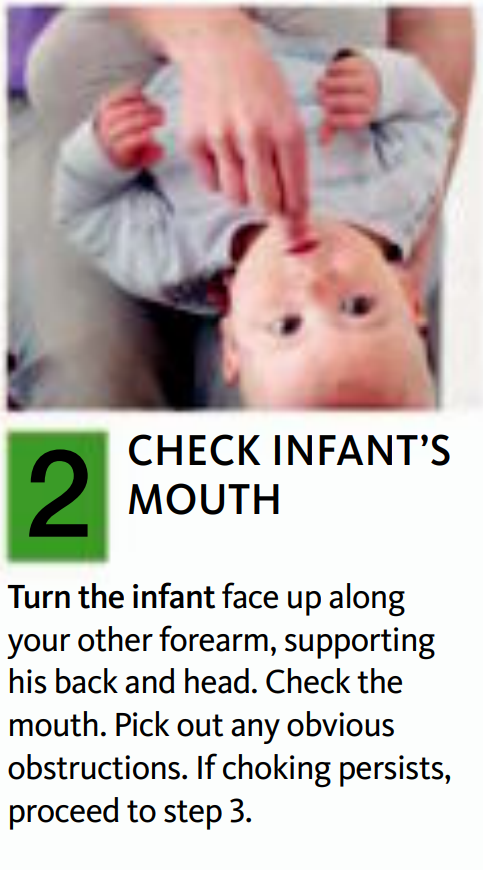 2
CHECK INFANT'S
MOUTH
Turn the infant face up along
your other forearm, supporting
his back and head. Check the
mouth. Pick out any obvious
obstructions. If choking persists,
proceed to step 3.